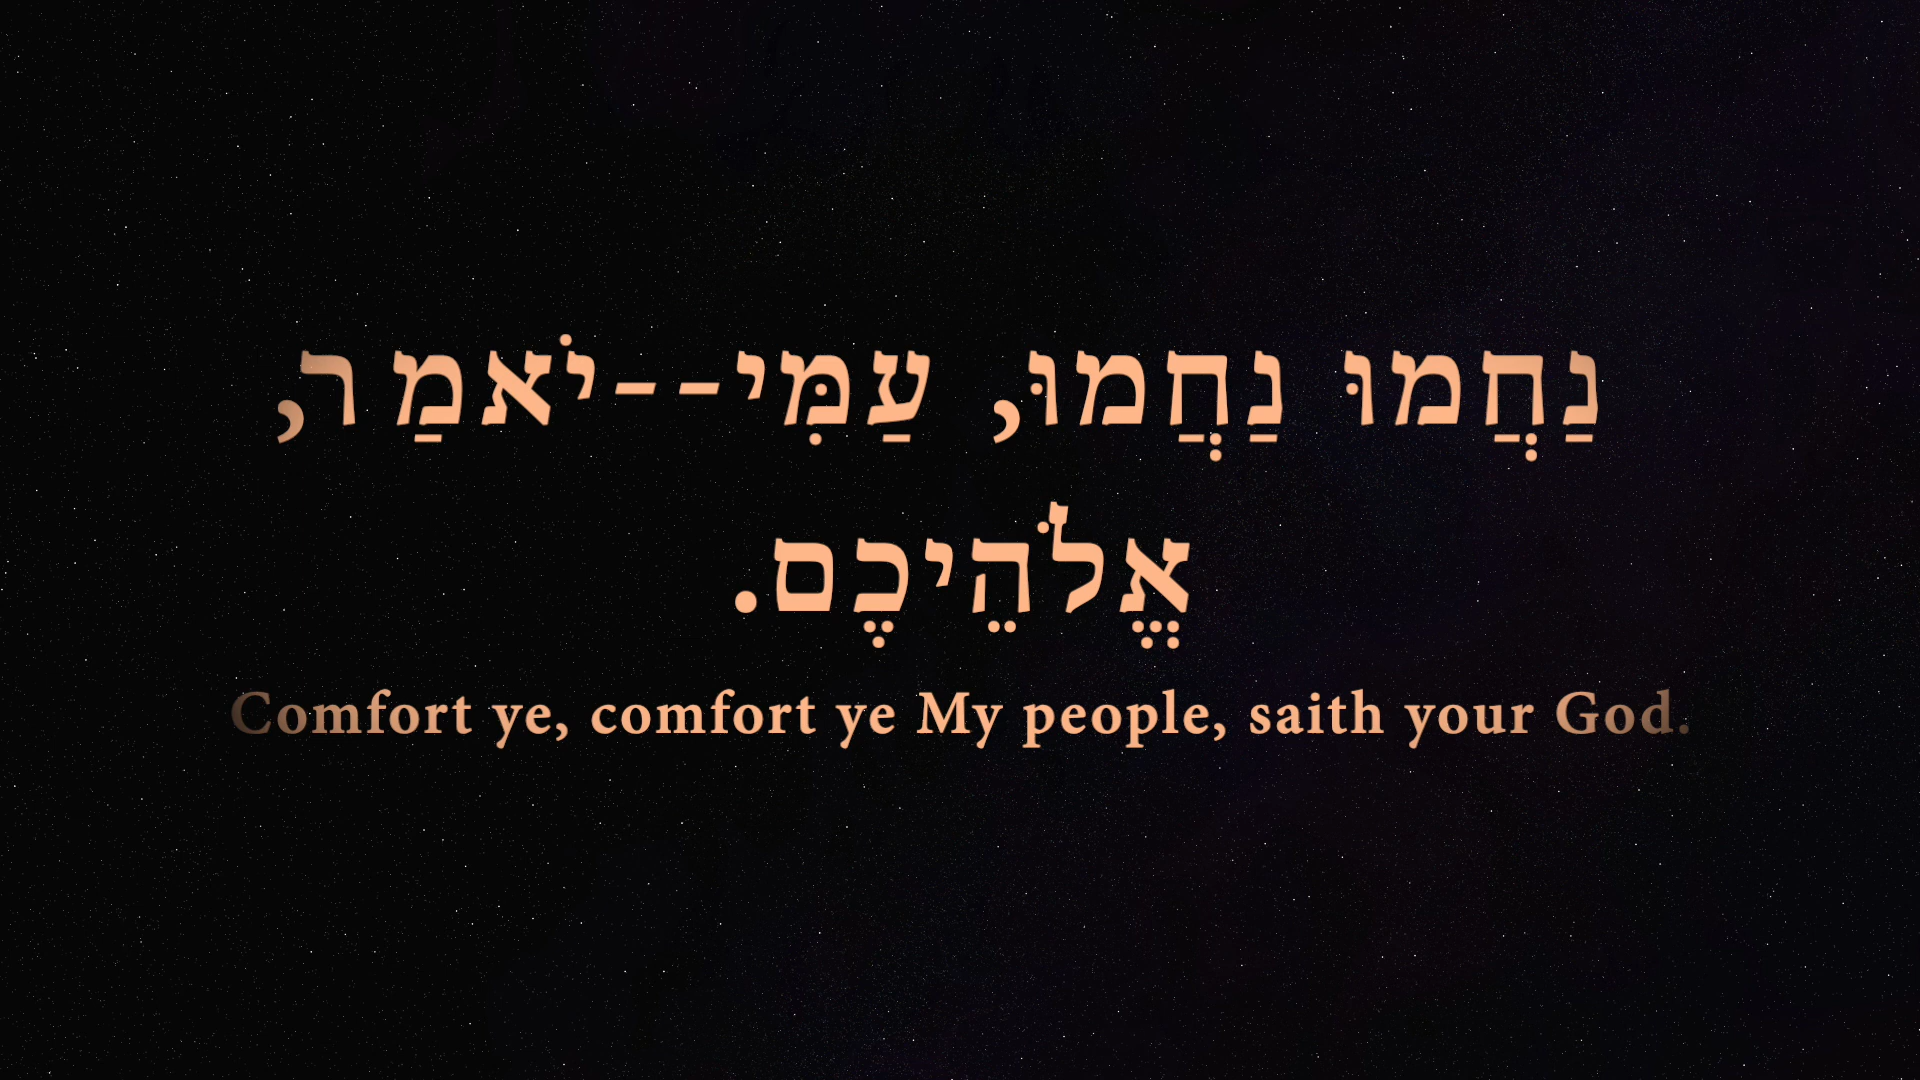 נַחֲמוּ נַחֲמוּ, עַמִּי--יֹאמַר,
אֱלֹהֵיכֶם.
Comfort ye, comfort ye My people, saith your God.